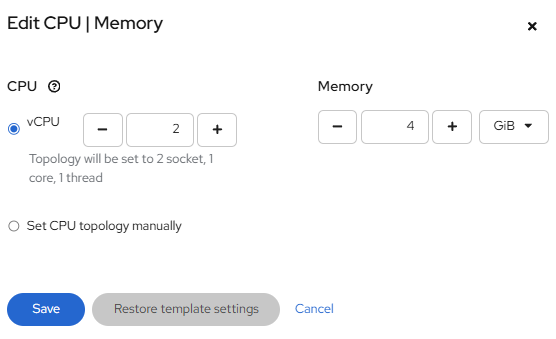 Edit CPU | Memory
CPU
Memory
vCPU
2
4
GiB
Topology will be set to 2 socket, 1
core, 1 thread
Set CPU topology manually
Save
Restore template settings
Cancel